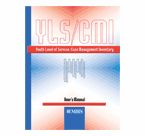 YLS/CMI
Youth Level of Service/Case Management Inventory
User's Manual
MHS